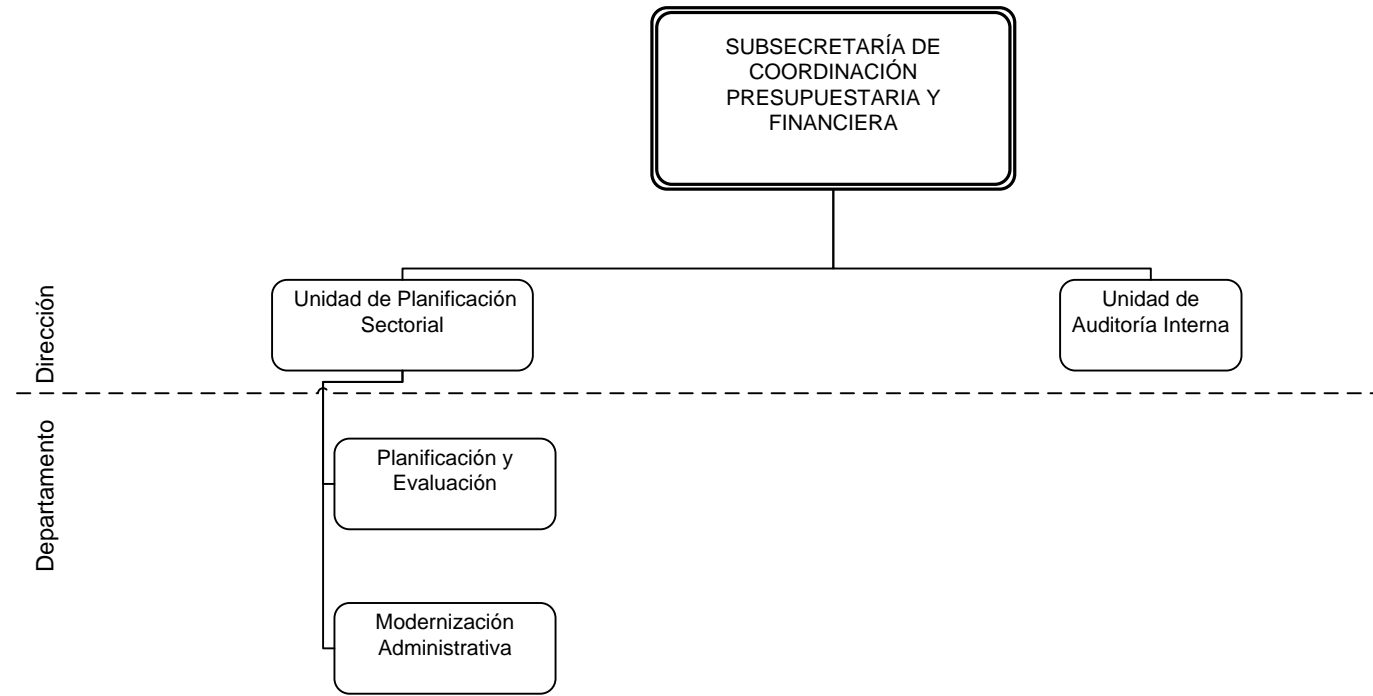 SUBSECRETARÍA DE
COORDINACIÓN
PRESUPUESTARIA Y
FINANCIERA
Dirección
Unidad de Planificación
Sectorial
Unidad de
Auditoría Interna
Departamento
Planificación y
Evaluación
Modernización
Administrativa